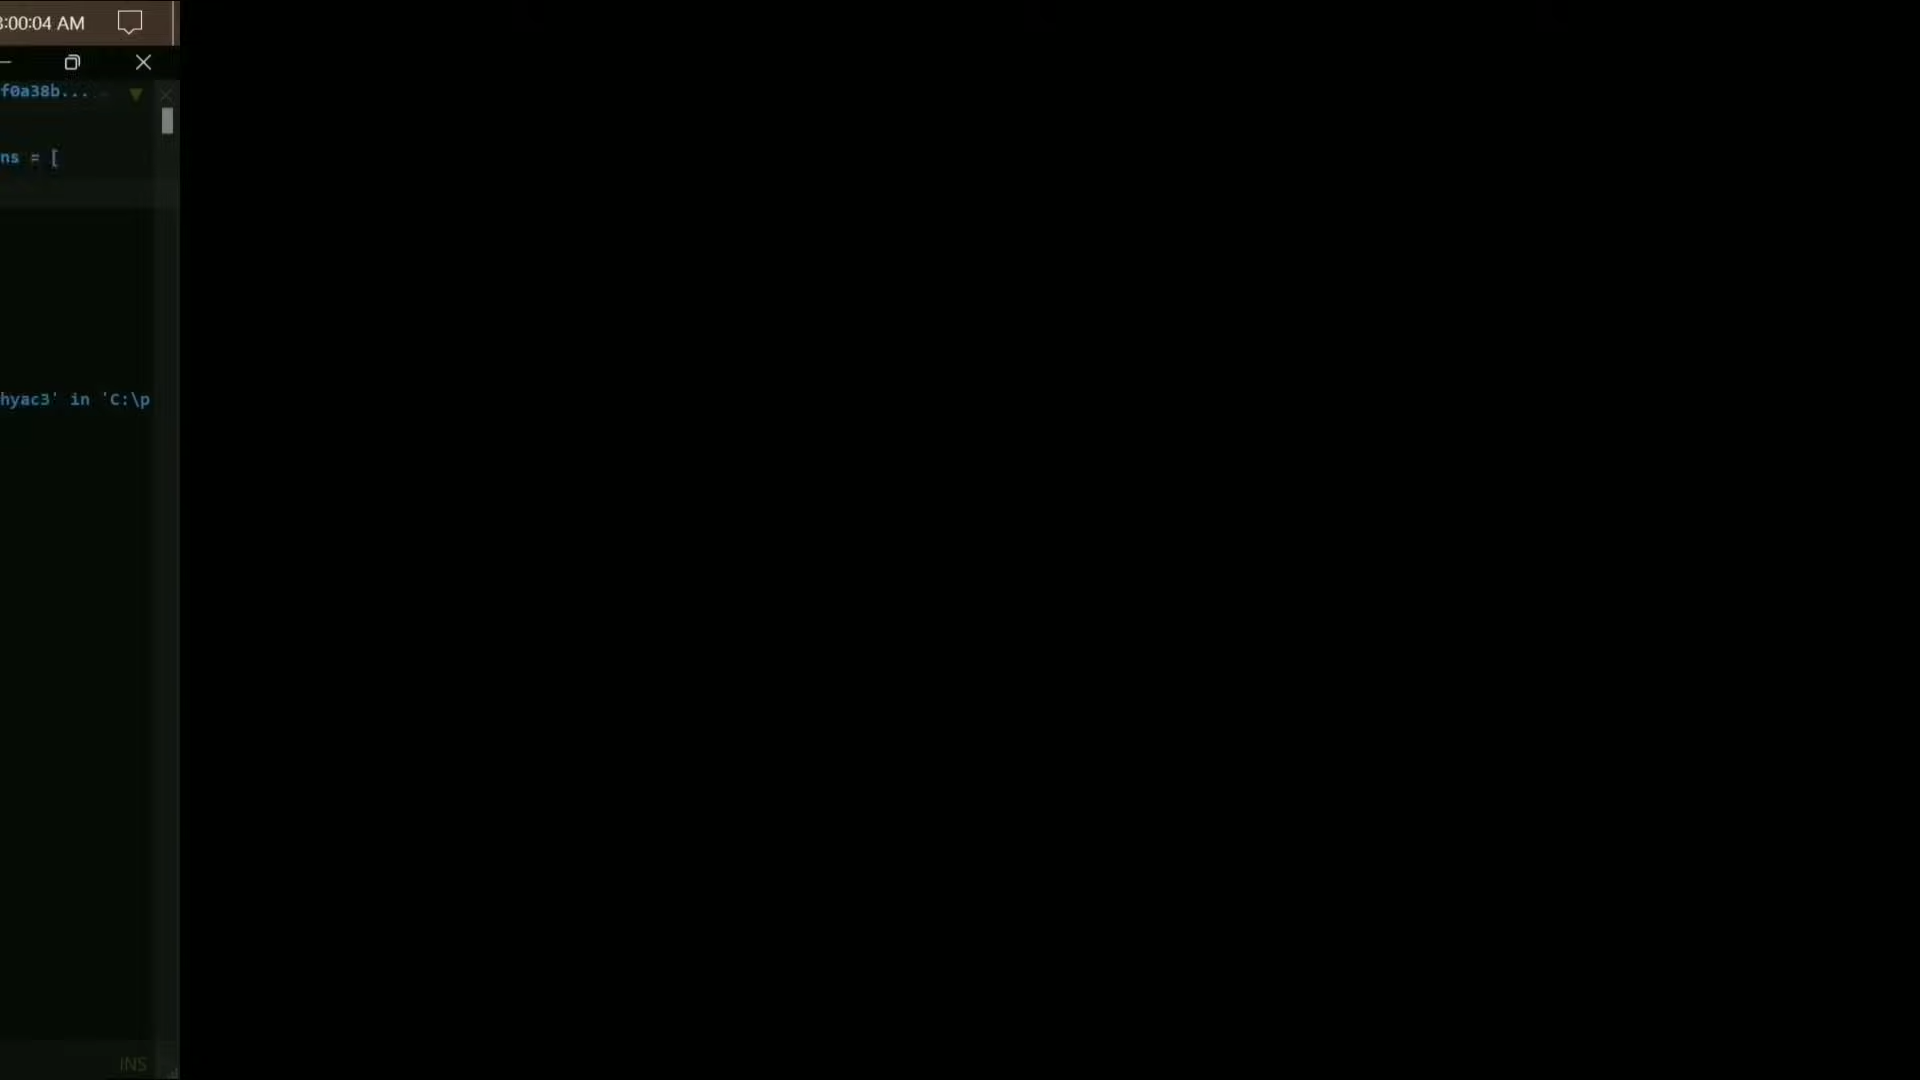 :00:04 AM
f0a38b...
ns = [
hyac3' in 'C:\p
INS